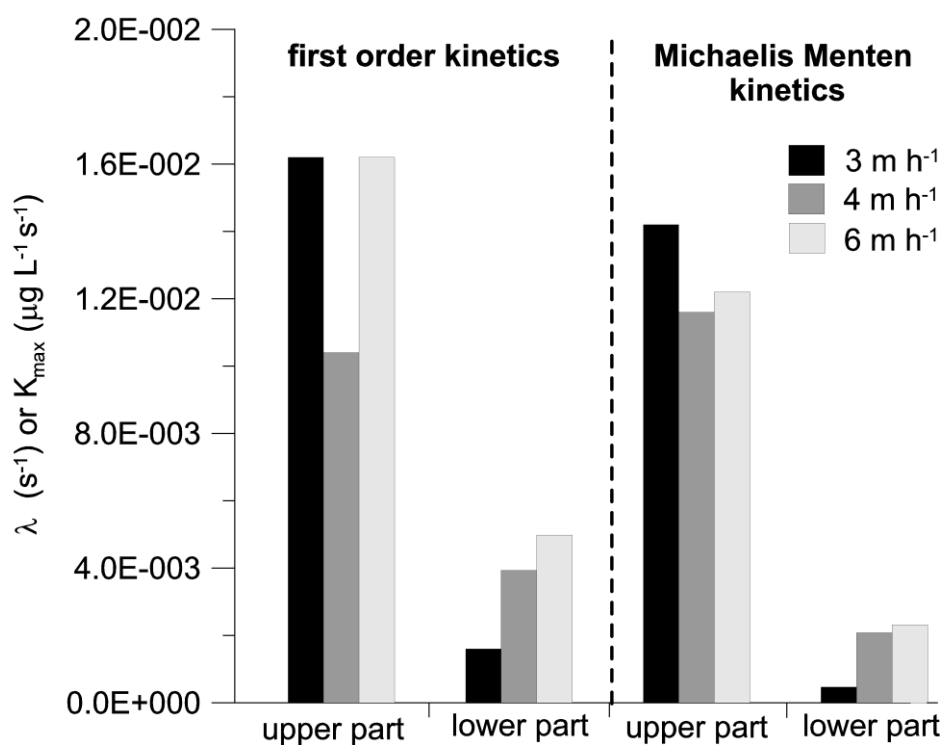 2.0E-002
1.6E-002
1.2E-002
8.0E-003
4.0E-003
0.0E+000
λ (s⁻¹) or Kmax (µg L⁻¹ s⁻¹)
first order kinetics
Michaelis Menten
kinetics
3 m h⁻¹
4 m h⁻¹
6 m h⁻¹
upper part
lower part
upper part
lower part